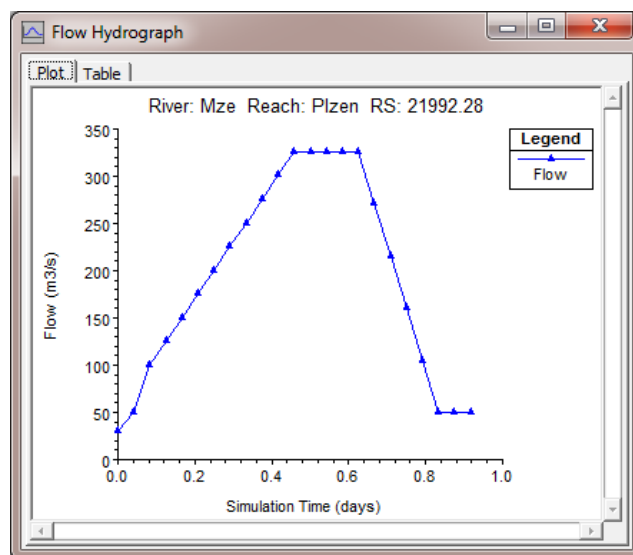 Flow Hydrograph
Plot Table
River: Mze Reach: Plzen RS: 21992.28
350
300
250
200
150
100
50
0
Flow (m3/s)
0.0 0.2 0.4 0.6 0.8 1.0
Simulation Time (days)
Legend
Flow